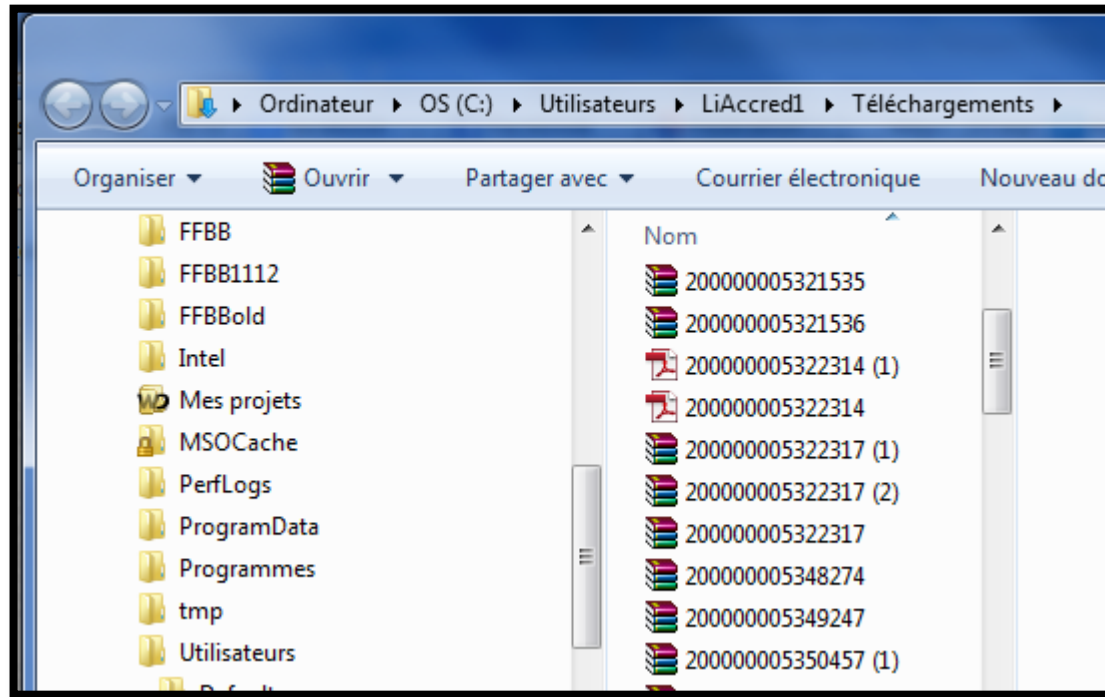 Ordinateur OS (C:) Utilisateurs LiAccred1 Téléchargements
Organiser Ouvrir Partager avec Courrier électronique Nouveau do
FFBB
FFBB1112
FFBBold
Intel
Mes projets
MSOCache
PerfLogs
ProgramData
Programmes
tmp
Utilisateurs
Nom
200000005321535
200000005321536
200000005322314 (1)
200000005322314
200000005322317 (1)
200000005322317 (2)
200000005322317
200000005348274
200000005349247
200000005350457 (1)